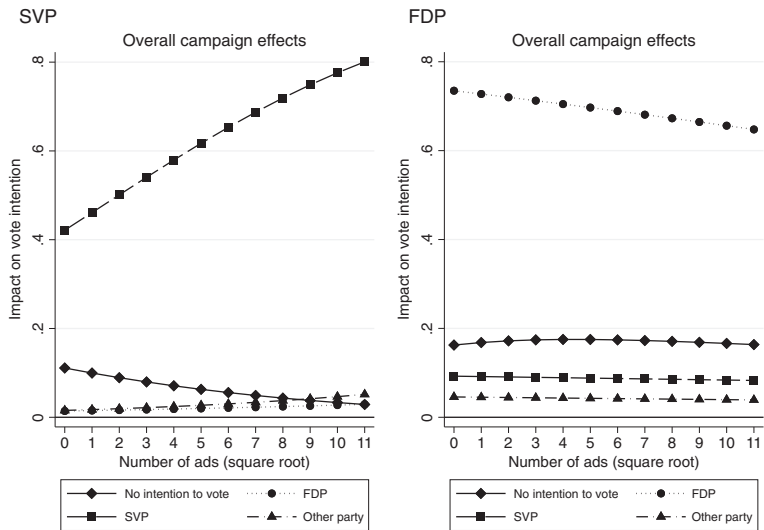 SVP
Overall campaign effects
Impact on vote intention
.8
.6
.4
.2
0
0 1 2 3 4 5 6 7 8 9 10 11
Number of ads (square root)
No intention to vote
FDP
SVP
Other party
FDP
Overall campaign effects
Impact on vote intention
.8
.6
.4
.2
0
0 1 2 3 4 5 6 7 8 9 10 11
Number of ads (square root)
No intention to vote
FDP
SVP
Other party